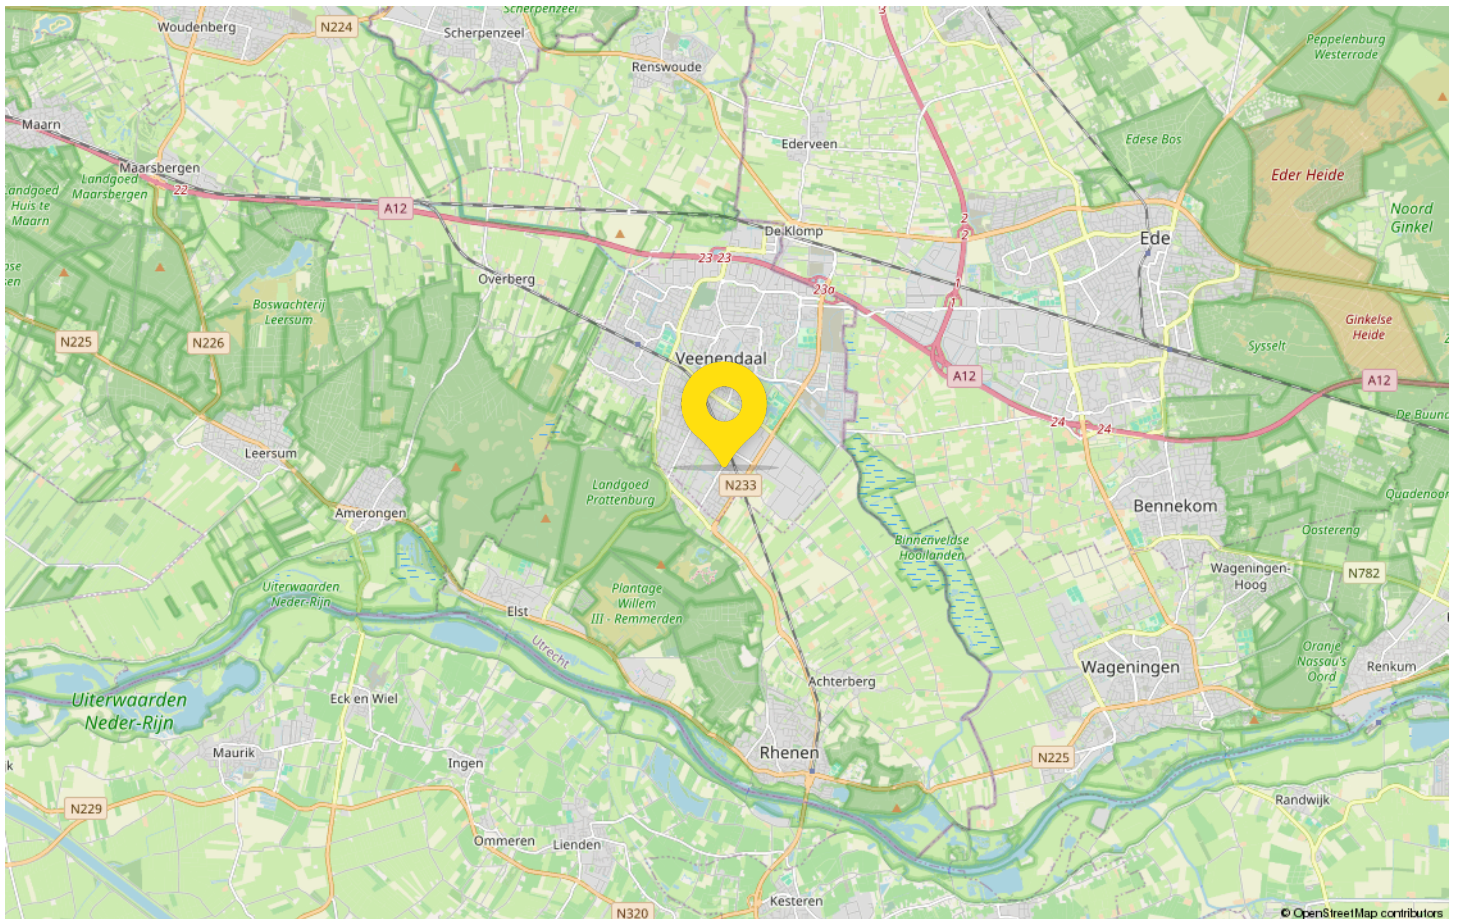 Scherpenzeel
Woudenberg
N224
Scherpenzeel
Renswoude
Peppelenburg
Westerrode
Maarn
Ederveen
Edese Bos
Maarsbergen
Landgoed
Maarsbergen
22
Eder Heide
Landgoed
Huis te
Maarn
A12
Noord
Ginkel
2
2
De Klomp
Ede
23 23
Overberg
23a
1
1
Boswachterij
Leersum
Ginkelse
Heide
N225
N226
Sysselt
Veenendaal
A12
A12
De Buund
24
24
Leersum
Landgoed
Prattenburg
N233
Quadenoor
Amerongen
Bennekom
Oostereng
Binnenveldse
Hooilanden
Wageningen-
Hoog
N782
Uiterwaarden
Neder-Rijn
Plantage
Willem
III - Remmerden
Elst
Utrecht
Oranje
Nassau's
Oord
Wageningen
Renkum
Achterberg
Uiterwaarden
Neder-Rijn
Eck en Wiel
Maurik
Rhenen
Ingen
N225
N229
Randwijk
Ommeren
Lienden
Kesteren
N320
© OpenStreetMap contributors